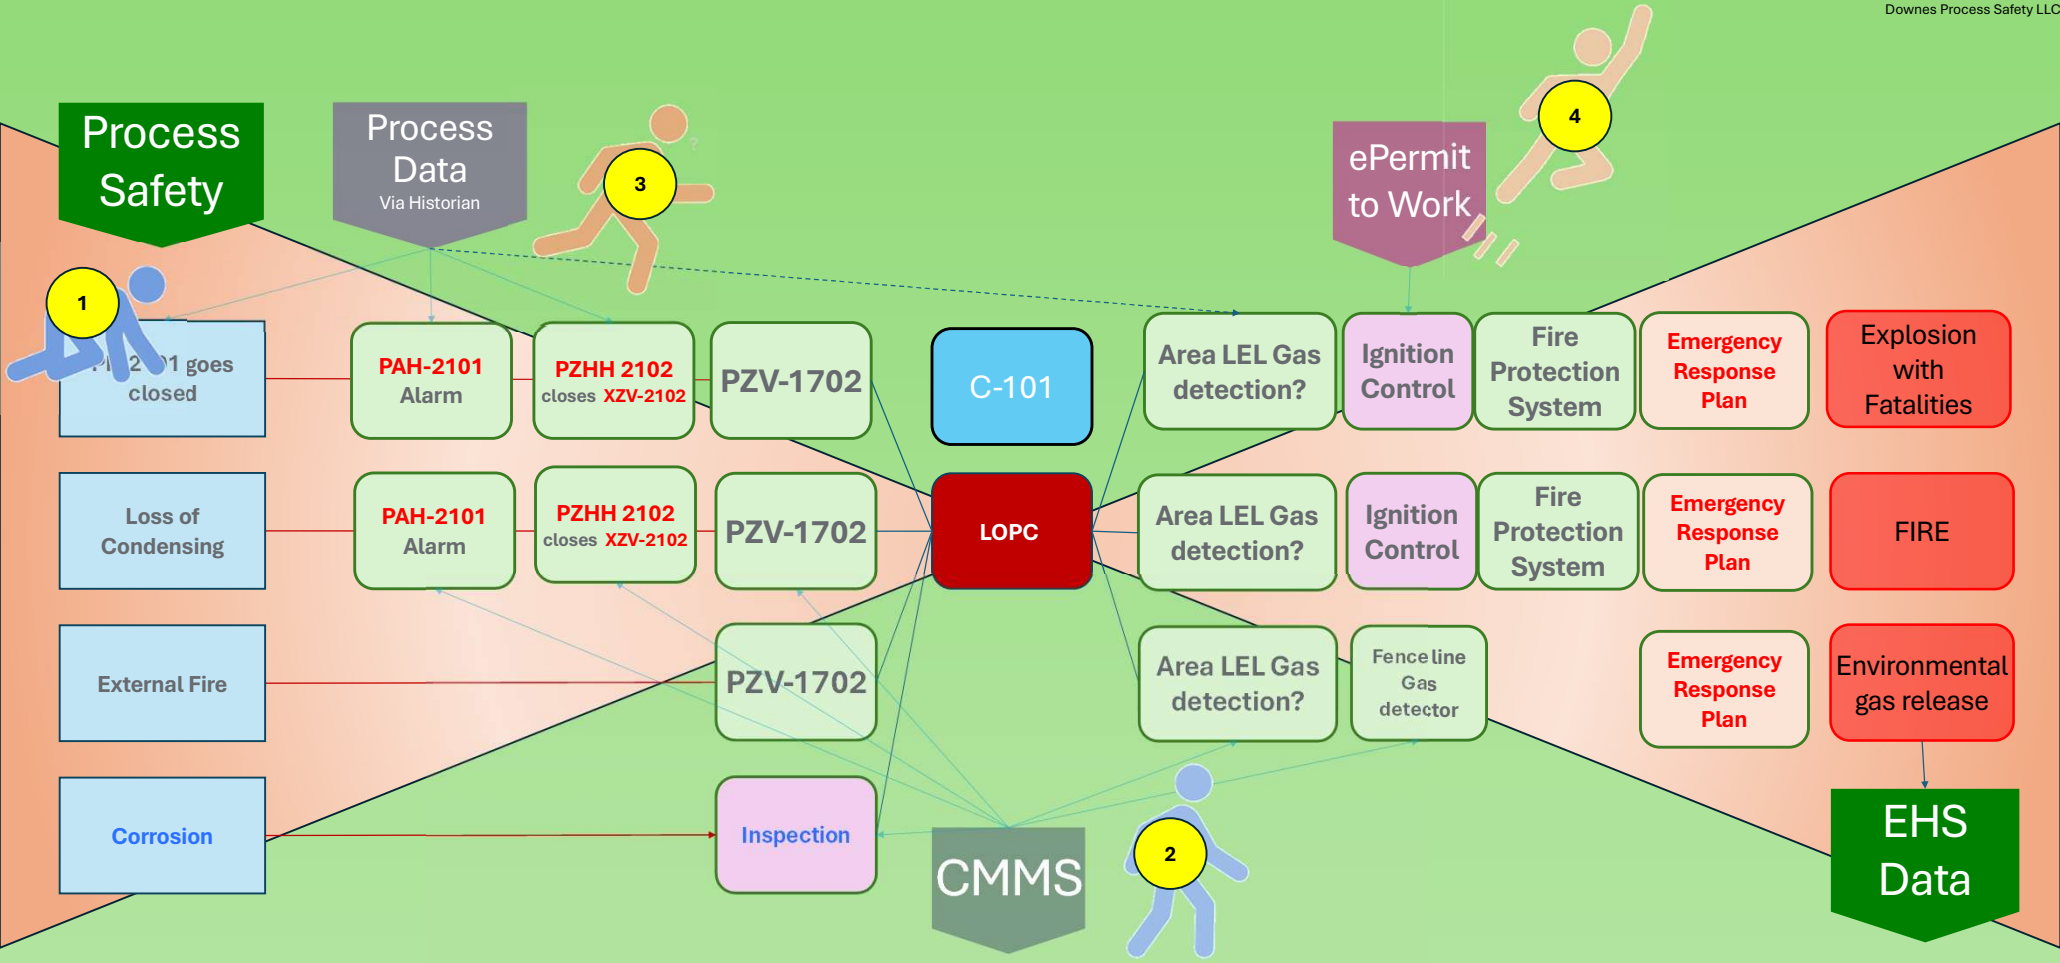 Downes Process Safety LLC
Process
Safety
Process
Data
Via Historian
?
3
4
ePermit
to Work
1
goes
closed
PAH-2101
Alarm
PZHH 2102
closes XZV-2102
PZV-1702
C-101
Area LEL Gas
detection?
Ignition
Control
Fire
Protection
System
Emergency
Response
Plan
Explosion
with
Fatalities
Loss of
Condensing
PAH-2101
Alarm
PZHH 2102
closes XZV-2102
PZV-1702
LOPC
Area LEL Gas
detection?
Ignition
Control
Fire
Protection
System
Emergency
Response
Plan
FIRE
External Fire
PZV-1702
Area LEL Gas
detection?
Fence line
Gas
detector
Emergency
Response
Plan
Environmental
gas release
Corrosion
Inspection
CMMS
2
EHS
Data